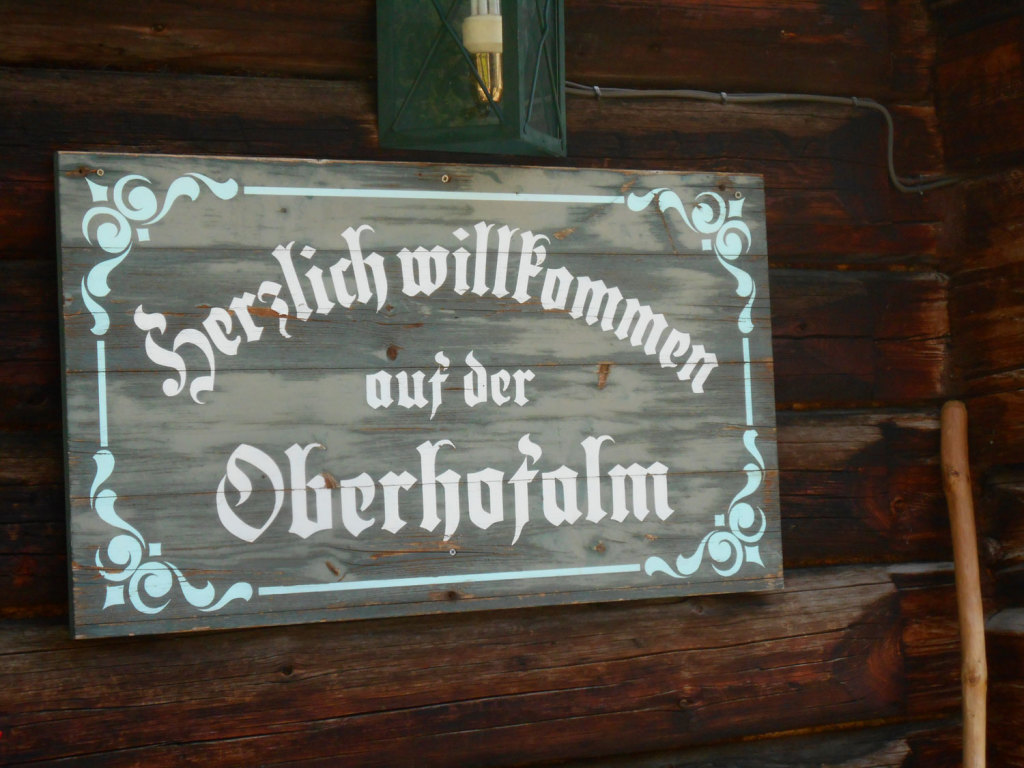 Herzlich willkommen
auf der
Oberhofalm